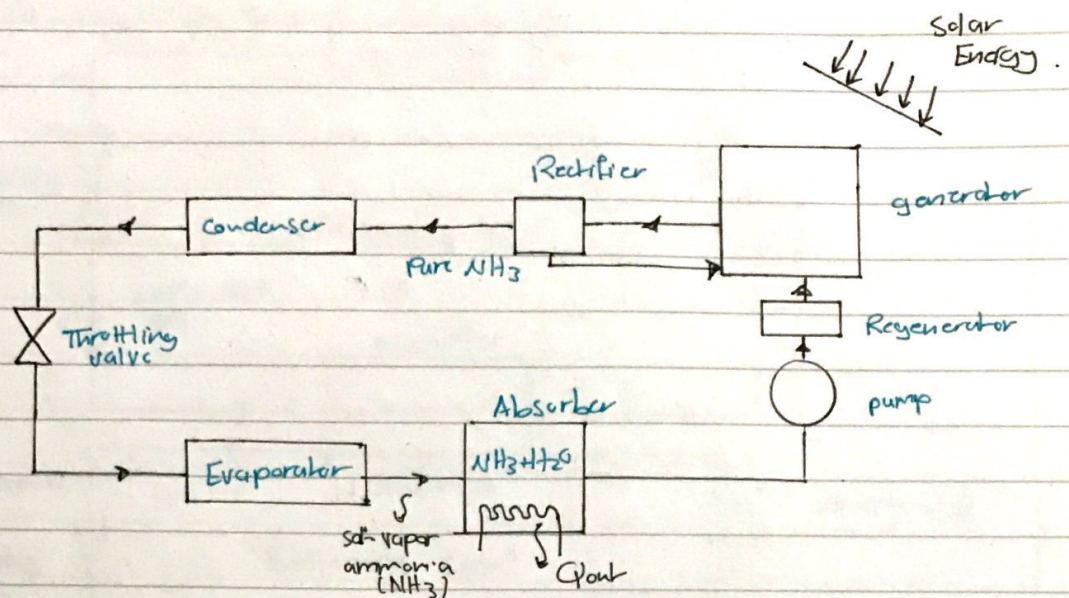 Solar
Energy.
Rectifier
generator
Condenser
Pure NH3
Throttling
valve
Regenerator
Absorber
pump
Evaporator
NH3+H2O
sat-vapor
ammonia
(NH3)
Qout